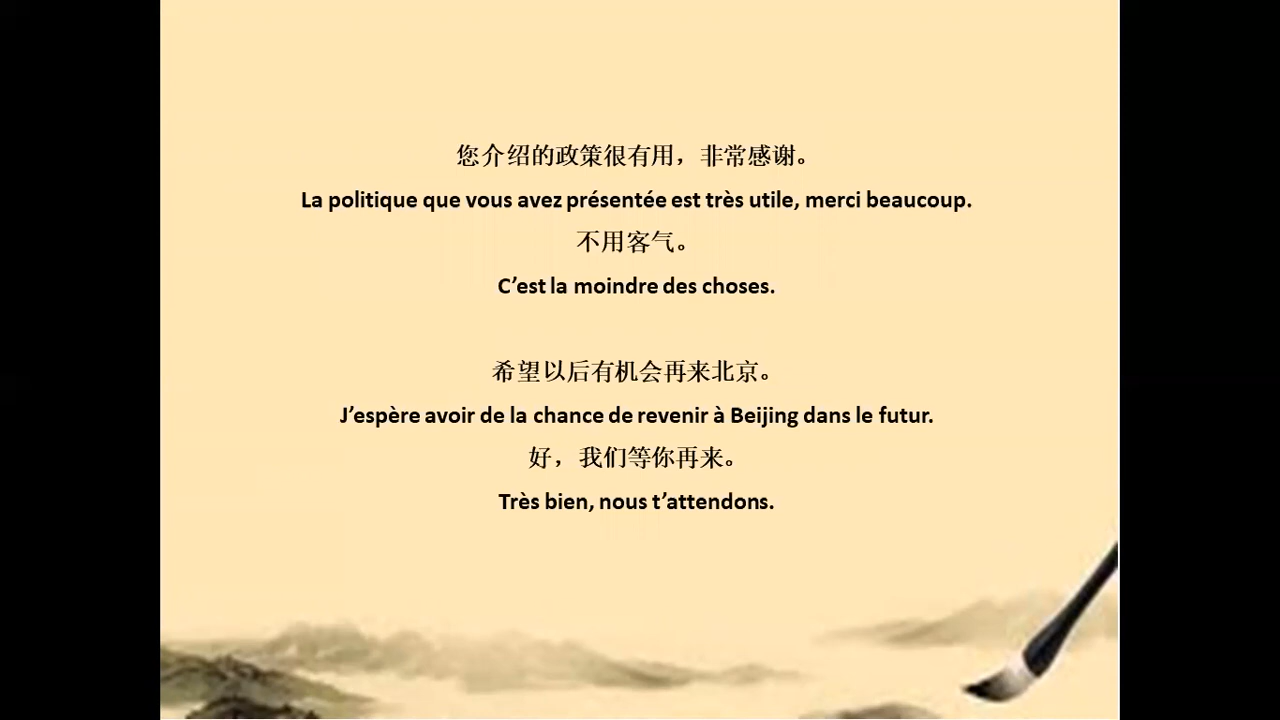 您介绍的政策很有用，非常感谢。
La politique que vous avez présentée est très utile, merci beaucoup.
不用客气。
C’est la moindre des choses.
希望以后有机会再来北京。
J’espère avoir de la chance de revenir à Beijing dans le futur.
好，我们等你再来。
Très bien, nous t’attendons.